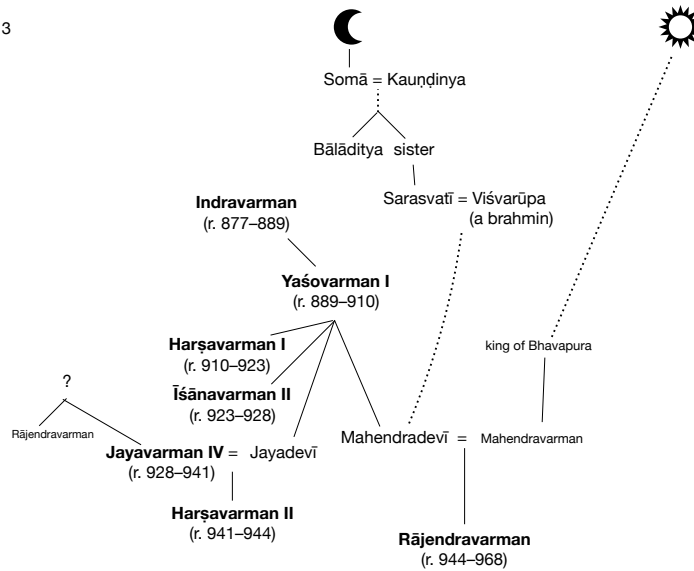 3
Somā = Kauṇḍinya
Bālāditya sister
Sarasvatī = Viśvarūpa
(a brahmin)
Indravarman
(r. 877–889)
Yaśovarman I
(r. 889–910)
Harṣavarman I
(r. 910–923)
king of Bhavapura
?
Īśānavarman II
(r. 923–928)
Rājendravarman
Jayavarman IV = Jayadevī
(r. 928–941)
Mahendradevī = Mahendravarman
Harṣavarman II
(r. 941–944)
Rājendravarman
(r. 944–968)